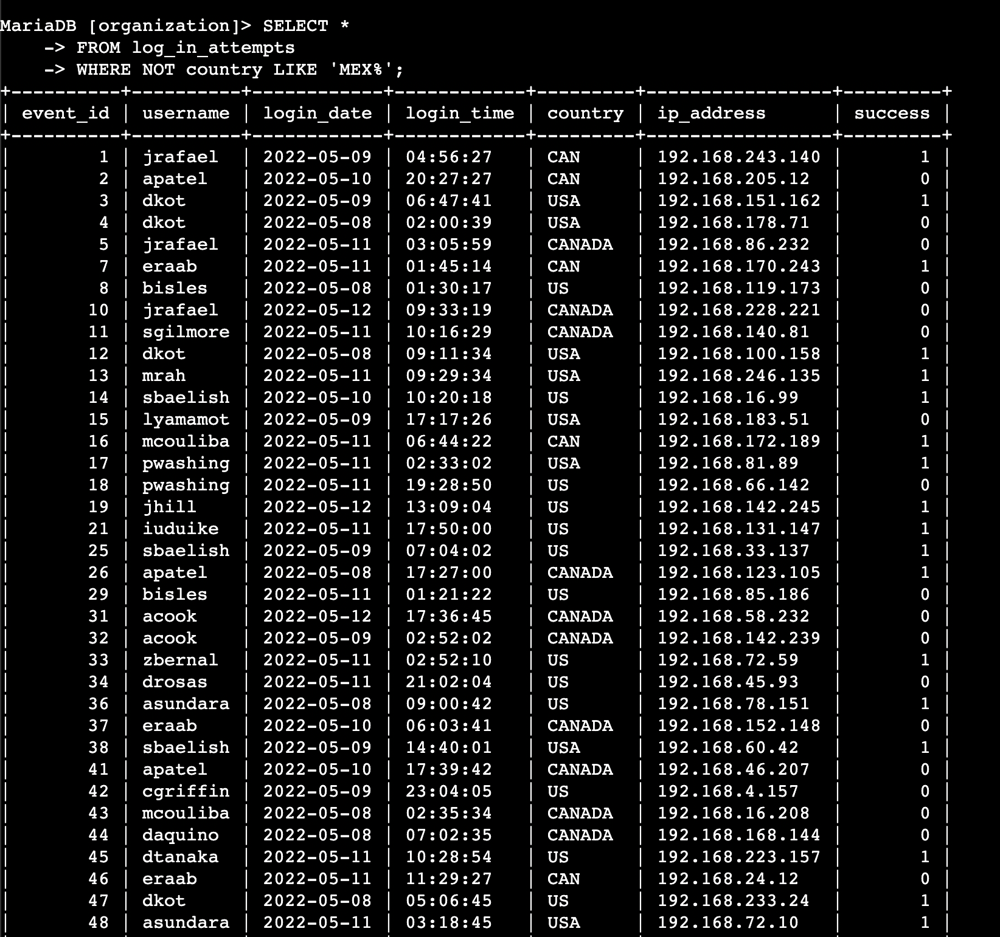 MariaDB [organization]> SELECT *
    -> FROM log_in_attempts
    -> WHERE NOT country LIKE 'MEX%';
+----------+----------+------------+------------+---------+-----------------+---------+
| event_id | username | login_date | login_time | country | ip_address      | success |
+----------+----------+------------+------------+---------+-----------------+---------+
|        1 | jrafael  | 2022-05-09 | 04:56:27   | CAN     | 192.168.243.140 |       1 |
|        2 | apatel   | 2022-05-10 | 20:27:27   | CAN     | 192.168.205.12  |       0 |
|        3 | dkot     | 2022-05-09 | 06:47:41   | USA     | 192.168.151.162 |       1 |
|        4 | dkot     | 2022-05-08 | 02:00:39   | USA     | 192.168.178.71  |       0 |
|        5 | jrafael  | 2022-05-11 | 03:05:59   | CANADA  | 192.168.86.232  |       0 |
|        7 | eraab    | 2022-05-11 | 01:45:14   | CAN     | 192.168.170.243 |       1 |
|        8 | bisles   | 2022-05-08 | 01:30:17   | US      | 192.168.119.173 |       0 |
|       10 | jrafael  | 2022-05-12 | 09:33:19   | CANADA  | 192.168.228.221 |       0 |
|       11 | sgilmore | 2022-05-11 | 10:16:29   | CANADA  | 192.168.140.81  |       0 |
|       12 | dkot     | 2022-05-08 | 09:11:34   | USA     | 192.168.100.158 |       1 |
|       13 | mrah     | 2022-05-11 | 09:29:34   | USA     | 192.168.246.135 |       1 |
|       14 | sbaelish | 2022-05-10 | 10:20:18   | US      | 192.168.16.99   |       1 |
|       15 | lyamamot | 2022-05-09 | 17:17:26   | USA     | 192.168.183.51  |       0 |
|       16 | mcouliba | 2022-05-11 | 06:44:22   | CAN     | 192.168.172.189 |       1 |
|       17 | pwashing | 2022-05-11 | 02:33:02   | USA     | 192.168.81.89   |       1 |
|       18 | pwashing | 2022-05-11 | 19:28:50   | US      | 192.168.66.142  |       0 |
|       19 | jhill    | 2022-05-12 | 13:09:04   | US      | 192.168.142.245 |       1 |
|       21 | iuduike  | 2022-05-11 | 17:50:00   | US      | 192.168.131.147 |       1 |
|       25 | sbaelish | 2022-05-09 | 07:04:02   | US      | 192.168.33.137  |       1 |
|       26 | apatel   | 2022-05-08 | 17:27:00   | CANADA  | 192.168.123.105 |       1 |
|       29 | bisles   | 2022-05-11 | 01:21:22   | US      | 192.168.85.186  |       0 |
|       31 | acook    | 2022-05-12 | 17:36:45   | CANADA  | 192.168.58.232  |       0 |
|       32 | acook    | 2022-05-09 | 02:52:02   | CANADA  | 192.168.142.239 |       0 |
|       33 | zbernal  | 2022-05-11 | 02:52:10   | US      | 192.168.72.59   |       1 |
|       34 | drosas   | 2022-05-11 | 21:02:04   | US      | 192.168.45.93   |       0 |
|       36 | asundara | 2022-05-08 | 09:00:42   | US      | 192.168.78.151  |       1 |
|       37 | eraab    | 2022-05-10 | 06:03:41   | CANADA  | 192.168.152.148 |       0 |
|       38 | sbaelish | 2022-05-09 | 14:40:01   | USA     | 192.168.60.42   |       1 |
|       41 | apatel   | 2022-05-10 | 17:39:42   | CANADA  | 192.168.46.207  |       0 |
|       42 | cgriffin | 2022-05-09 | 23:04:05   | US      | 192.168.4.157   |       0 |
|       43 | mcouliba | 2022-05-08 | 02:35:34   | CANADA  | 192.168.16.208  |       0 |
|       44 | daquino  | 2022-05-08 | 07:02:35   | CANADA  | 192.168.168.144 |       0 |
|       45 | dtanaka  | 2022-05-11 | 10:28:54   | US      | 192.168.223.157 |       1 |
|       46 | eraab    | 2022-05-11 | 11:29:27   | CAN     | 192.168.24.12   |       0 |
|       47 | dkot     | 2022-05-08 | 05:06:45   | US      | 192.168.233.24  |       1 |
|       48 | asundara | 2022-05-11 | 03:18:45   | USA     | 192.168.72.10   |       1 |